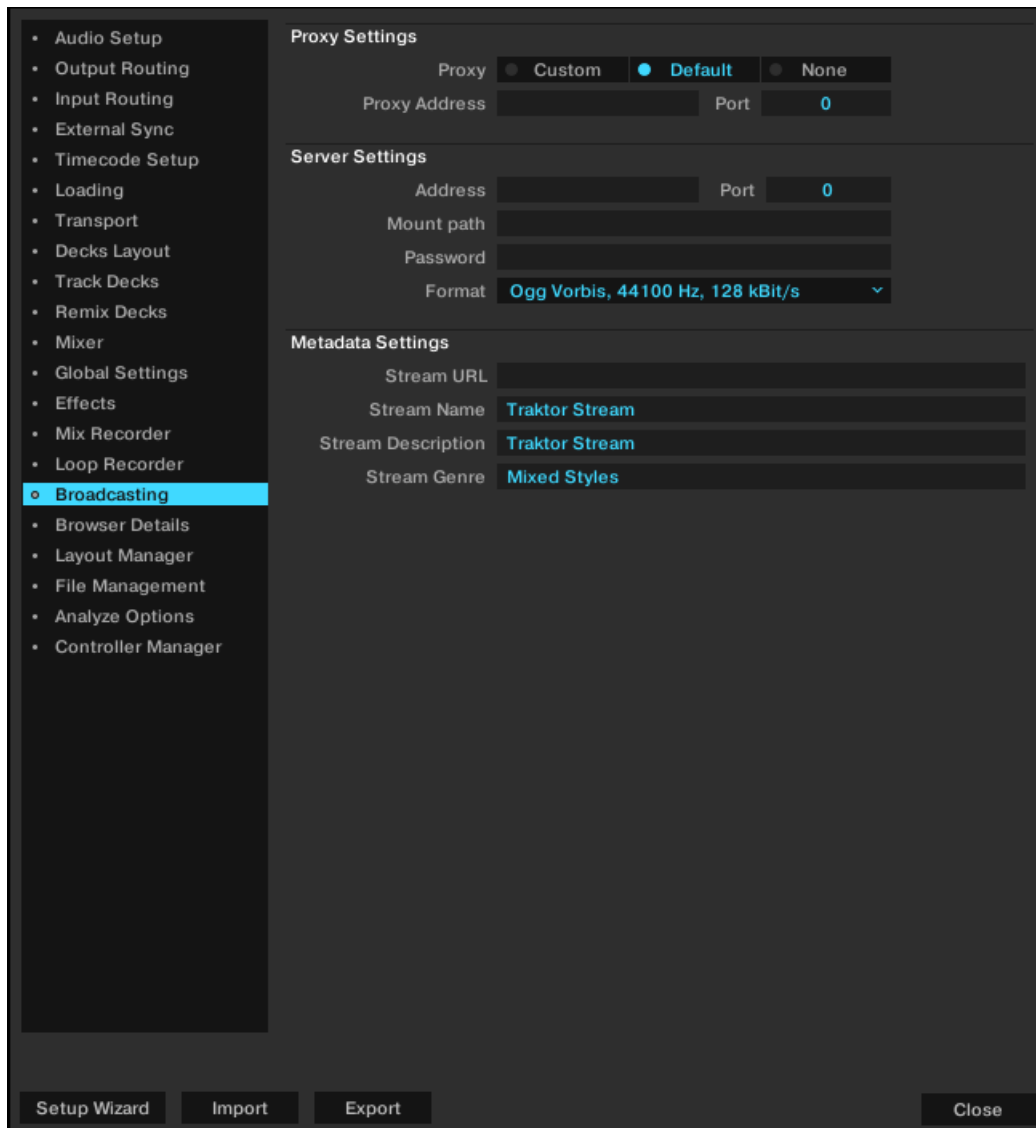 Audio Setup
Output Routing
Input Routing
External Sync
Timecode Setup
Loading
Transport
Decks Layout
Track Decks
Remix Decks
Mixer
Global Settings
Effects
Mix Recorder
Loop Recorder
Broadcasting
Browser Details
Layout Manager
File Management
Analyze Options
Controller Manager
Proxy Settings
Proxy Custom Default None
Proxy Address Port 0
Server Settings
Address Port 0
Mount path
Password
Format Ogg Vorbis, 44100 Hz, 128 kBit/s
Metadata Settings
Stream URL
Stream Name Traktor Stream
Stream Description Traktor Stream
Stream Genre Mixed Styles
Setup Wizard Import Export Close